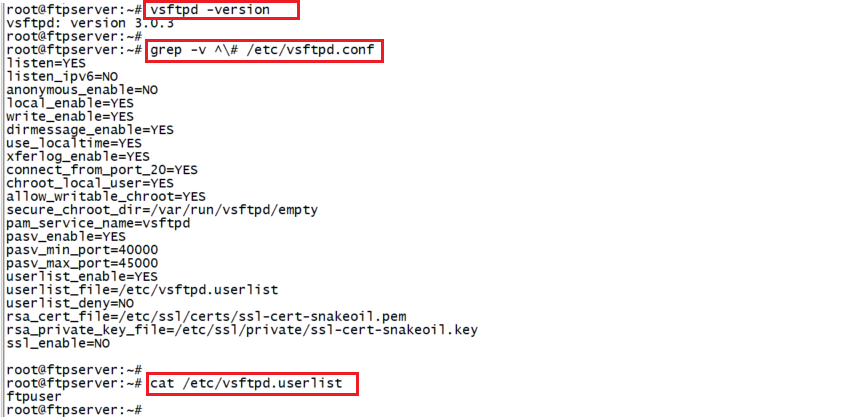 root@ftpserver:~# vsftpd -version
vsftpd: version 3.0.3
root@ftpserver:~#
root@ftpserver:~# grep -v ^\# /etc/vsftpd.conf
listen=YES
listen_ipv6=NO
anonymous_enable=NO
local_enable=YES
write_enable=YES
dirmessage_enable=YES
use_localtime=YES
xferlog_enable=YES
connect_from_port_20=YES
chroot_local_user=YES
allow_writable_chroot=YES
secure_chroot_dir=/var/run/vsftpd/empty
pam_service_name=vsftpd
pasv_enable=YES
pasv_min_port=40000
pasv_max_port=45000
userlist_enable=YES
userlist_file=/etc/vsftpd.userlist
userlist_deny=NO
rsa_cert_file=/etc/ssl/certs/ssl-cert-snakeoil.pem
rsa_private_key_file=/etc/ssl/private/ssl-cert-snakeoil.key
ssl_enable=NO
root@ftpserver:~#
root@ftpserver:~# cat /etc/vsftpd.userlist
ftpuser
root@ftpserver:~#